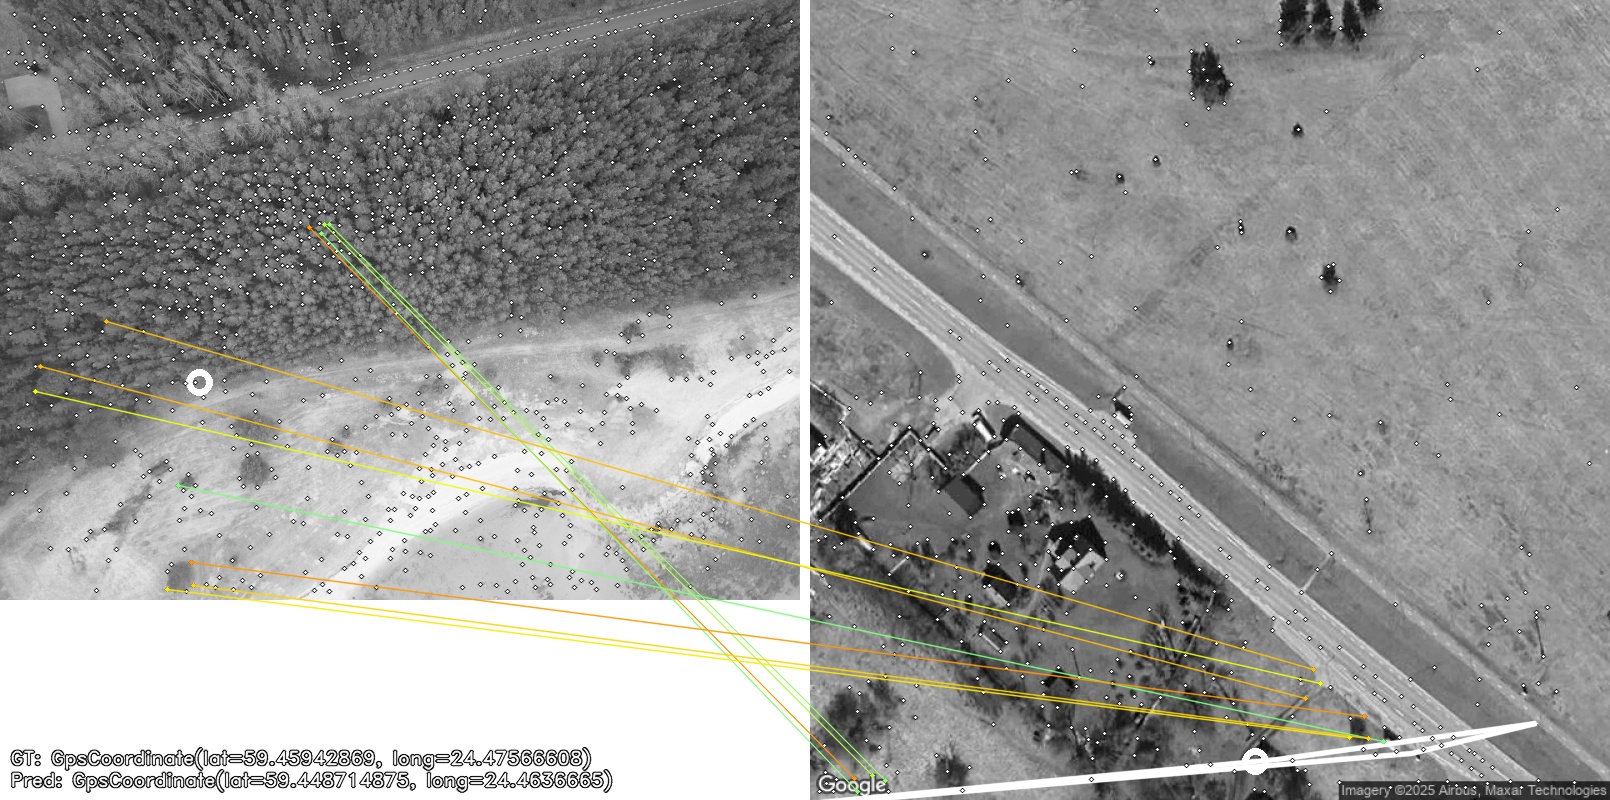 GT: GpsCoordinate(lat=59.45942869, long=24.47566608)
Pred: GpsCoordinate(lat=59.448714875, long=24.4636665)
Google
Imagery ©2025 Airbus, Maxar Technologies